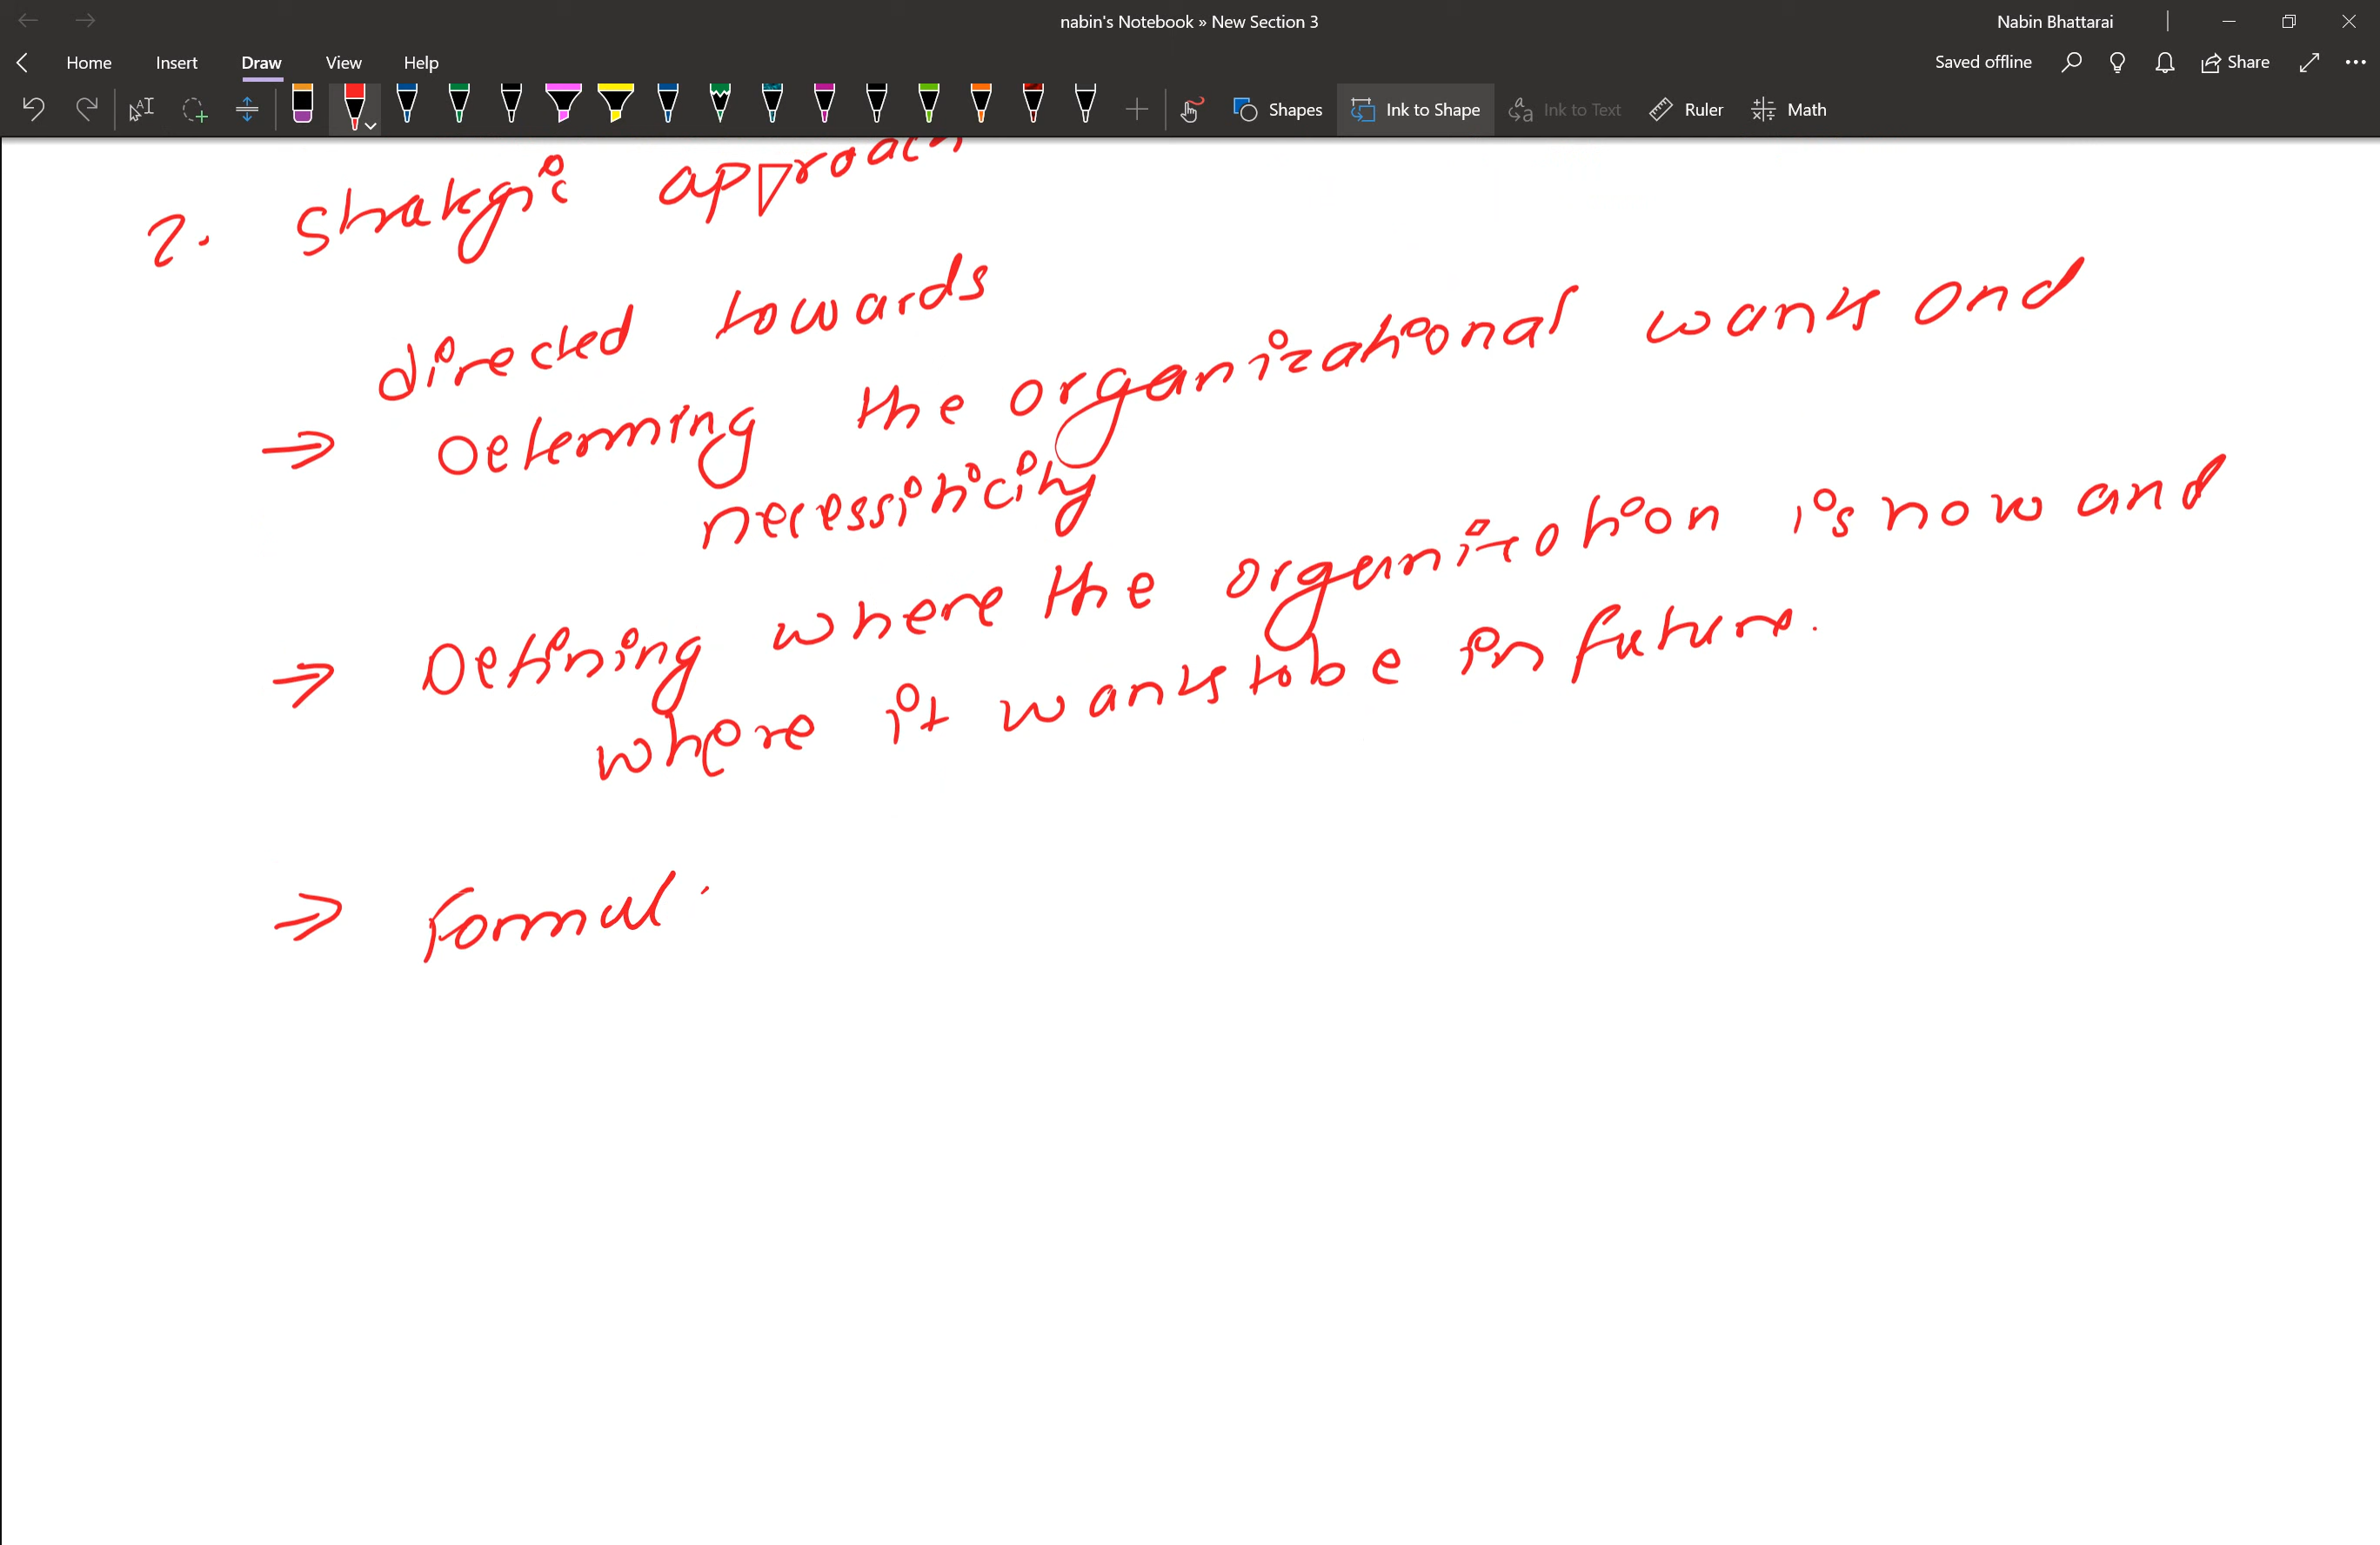 nabin's Notebook » New Section 3
Nabin Bhattarai
Home Insert Draw View Help
Saved offline
Share
Shapes Ink to Shape Ink to Text Ruler Math
2. Strategic approach
directed towards
⇒ Determing the organizational wants and
necessiticity
⇒ Defining where the organization is now and
where it wants to be in future.
⇒ Formul